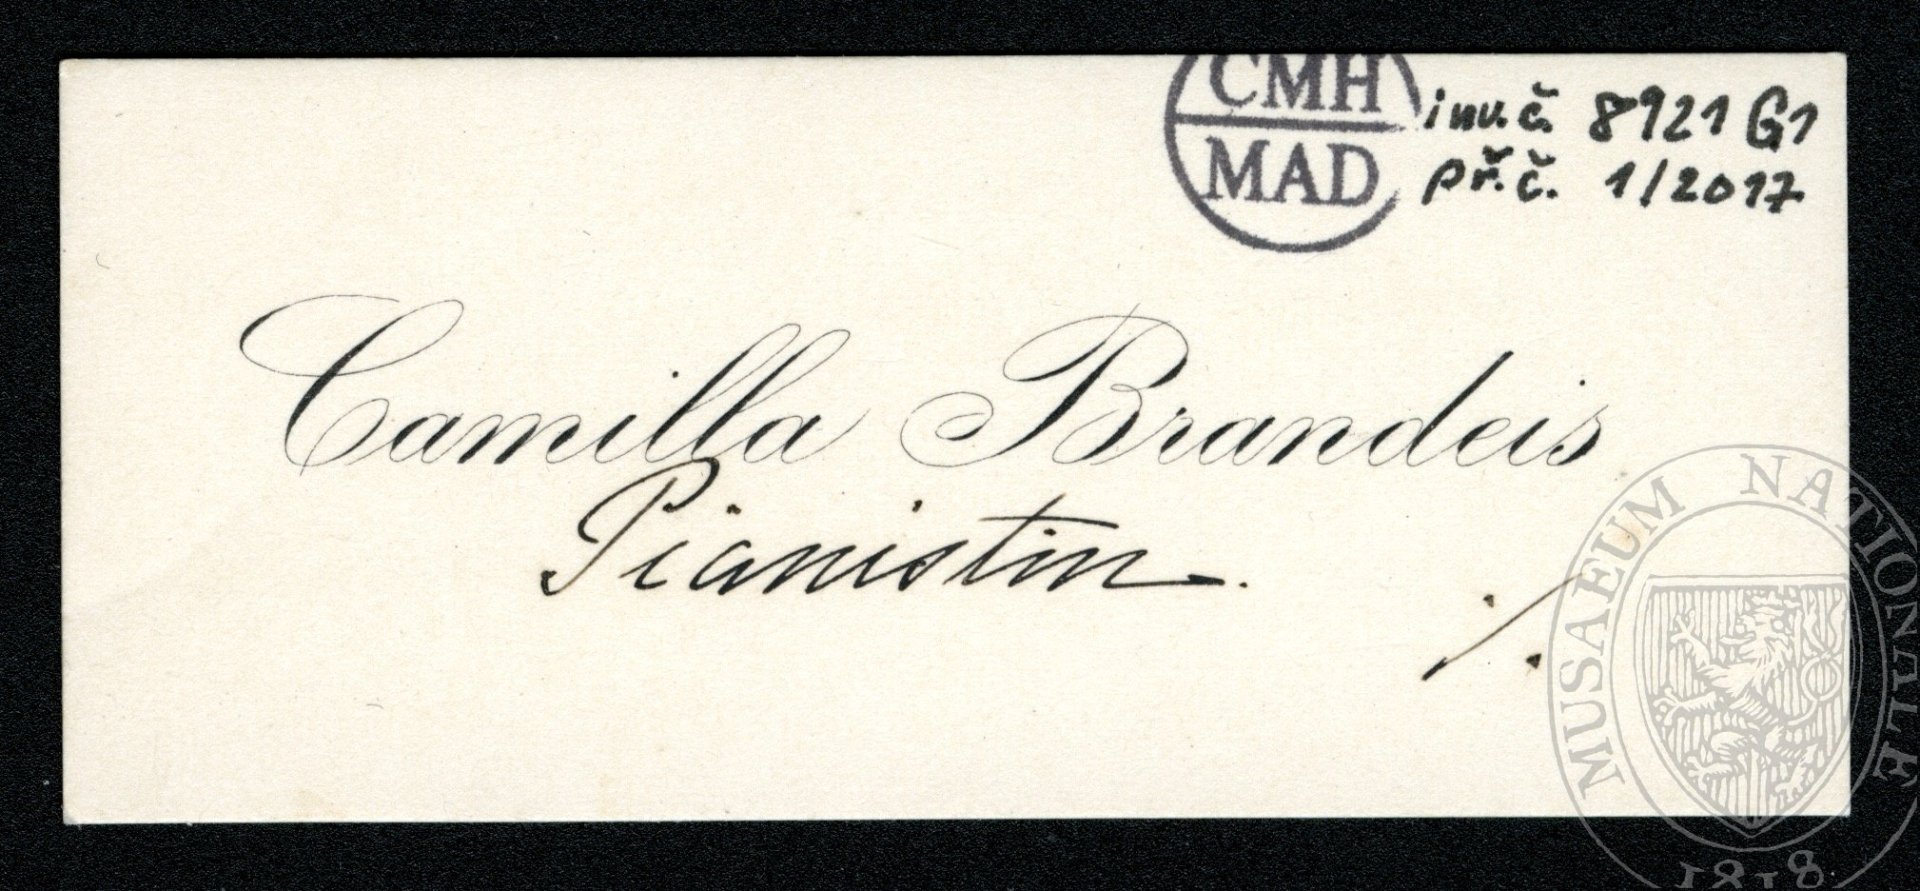 CMH
MAD
inv.č. 8921 G1
př.č. 1/2017
Camilla Brandeis
Pianistin.
MUSAEUM NATIONALE
1818